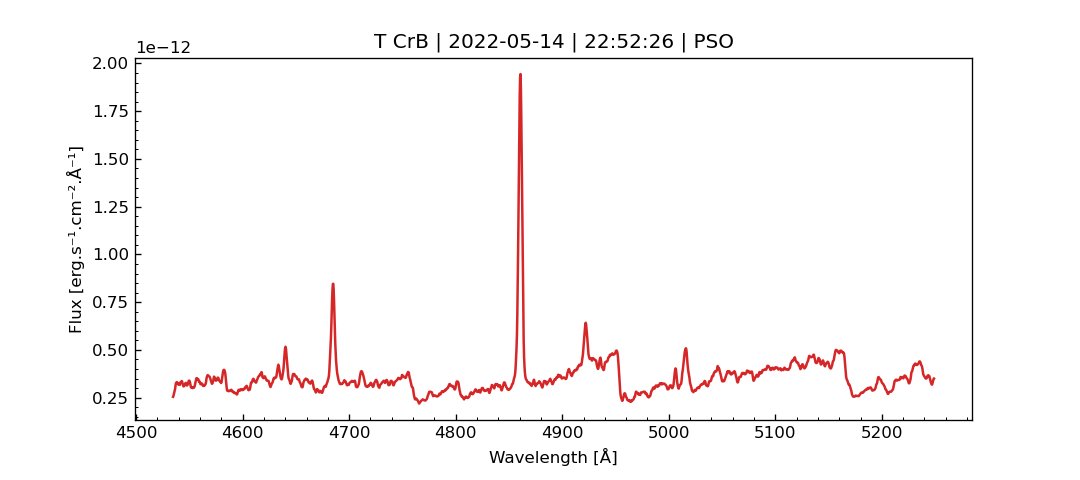 T CrB | 2022-05-14 | 22:52:26 | PSO
1e−12
2.00
1.75
1.50
1.25
1.00
0.75
0.50
0.25
Flux [erg.s⁻¹.cm⁻².Å⁻¹]
4500 4600 4700 4800 4900 5000 5100 5200
Wavelength [Å]